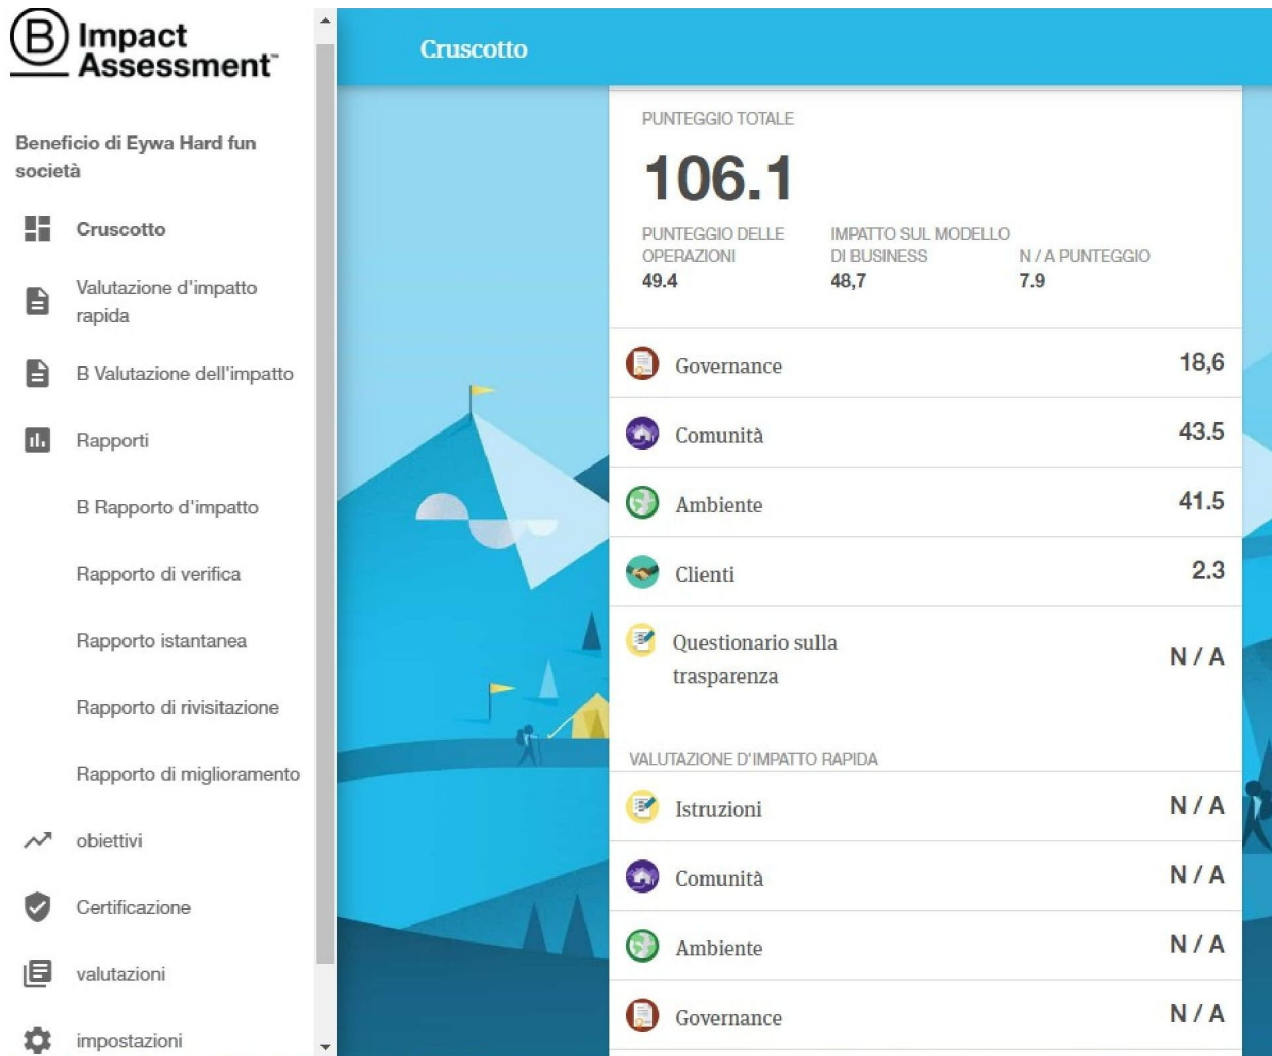 B Impact
Assessment™
Beneficio di Eywa Hard fun
società
Cruscotto
Valutazione d'impatto
rapida
B Valutazione dell'impatto
Rapporti
B Rapporto d'impatto
Rapporto di verifica
Rapporto istantanea
Rapporto di rivisitazione
Rapporto di miglioramento
obiettivi
Certificazione
valutazioni
impostazioni
Cruscotto
PUNTEGGIO TOTALE
106.1
PUNTEGGIO DELLE
OPERAZIONI
49.4
IMPATTO SUL MODELLO
DI BUSINESS
48,7
N / A PUNTEGGIO
7.9
Governance 18,6
Comunità 43.5
Ambiente 41.5
Clienti 2.3
Questionario sulla
trasparenza
N / A
VALUTAZIONE D'IMPATTO RAPIDA
Istruzioni N / A
Comunità N / A
Ambiente N / A
Governance N / A